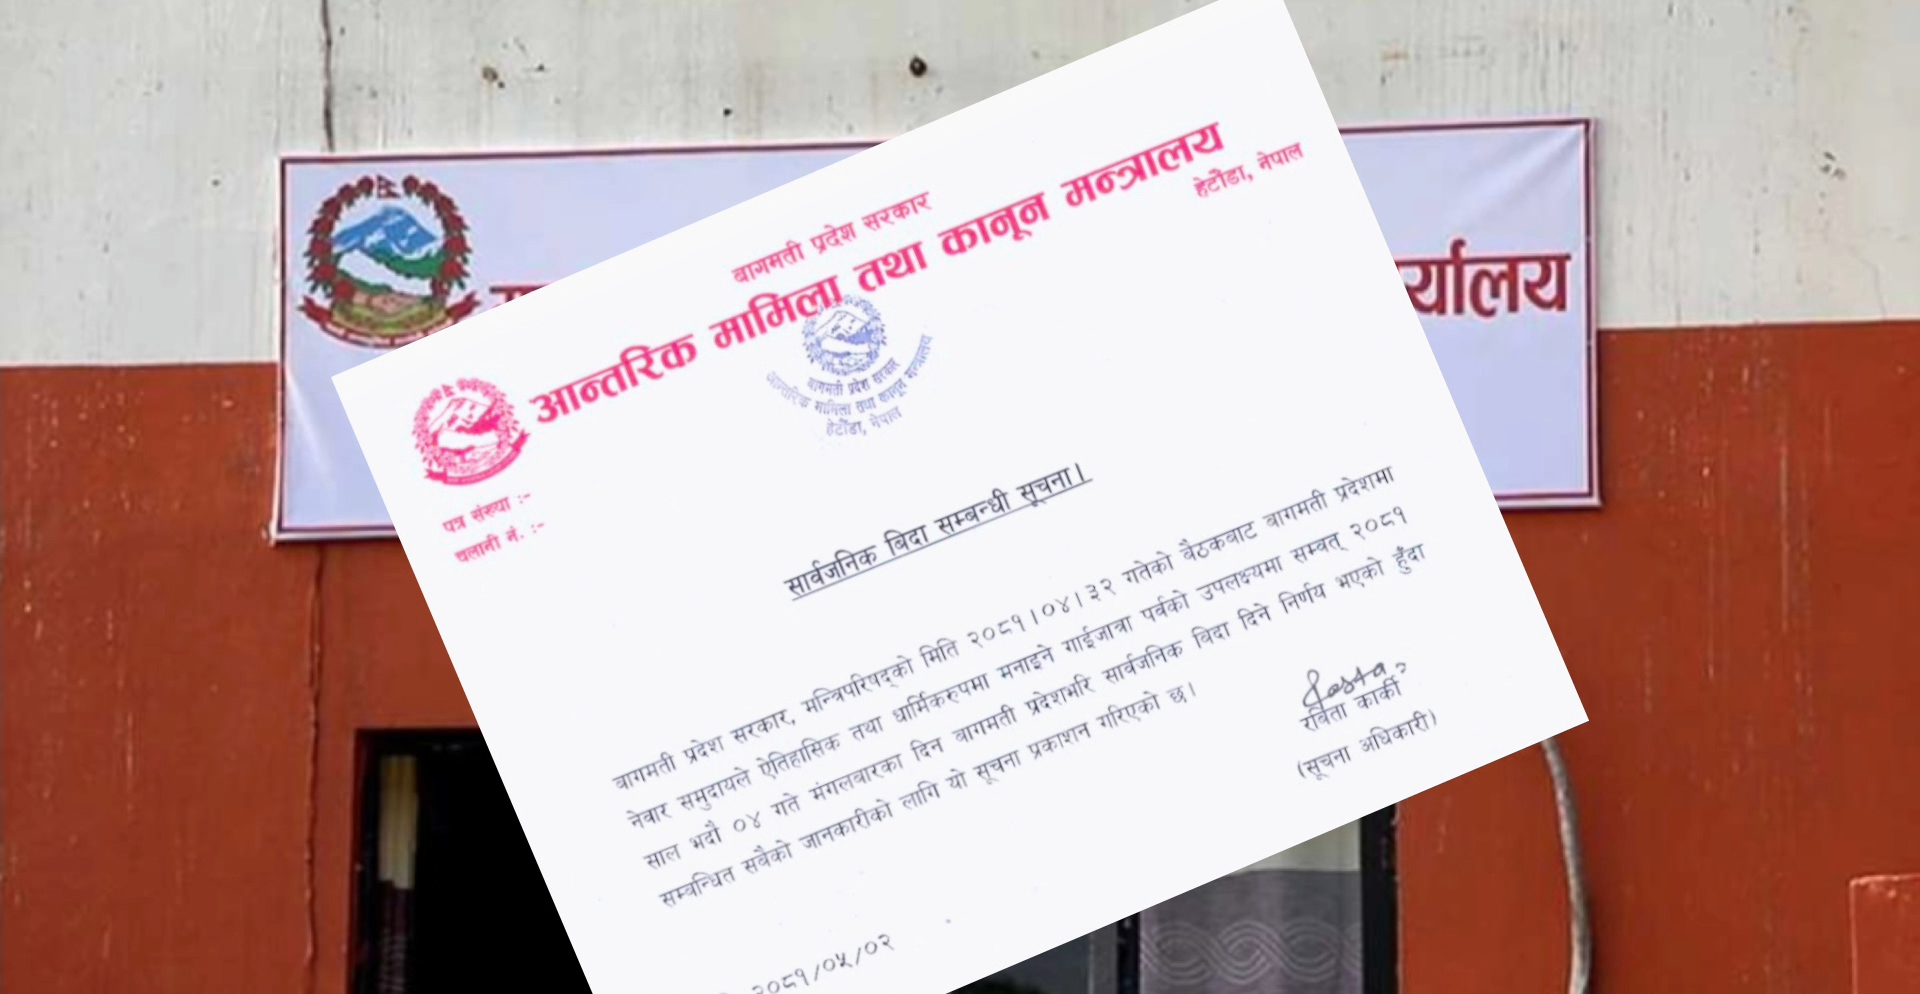 र्यालय
बागमती प्रदेश सरकार
आन्तरिक मामिला तथा कानून मन्त्रालय
हेटौंडा, नेपाल
बागमती प्रदेश सरकार
आन्तरिक मामिला तथा कानून मन्त्रालय
हेटौंडा, नेपाल
पत्र संख्या :-
चलानी नं. :-
सार्वजनिक बिदा सम्बन्धी सूचना।
बागमती प्रदेश सरकार, मन्त्रिपरिषद्को मिति २०८१।०४।३२ गतेको बैठकबाट बागमती प्रदेशमा
नेवार समुदायले ऐतिहासिक तथा धार्मिकरुपमा मनाइने गाईजात्रा पर्वको उपलक्ष्यमा सम्वत् २०८१
साल भदौ ०४ गते मंगलबारका दिन बागमती प्रदेशभरि सार्वजनिक बिदा दिने निर्णय भएको हुँदा
सम्बन्धित सबैको जानकारीको लागि यो सूचना प्रकाशन गरिएको छ।
रबिता कार्की
(सूचना अधिकारी)
२०८१/०५/०२